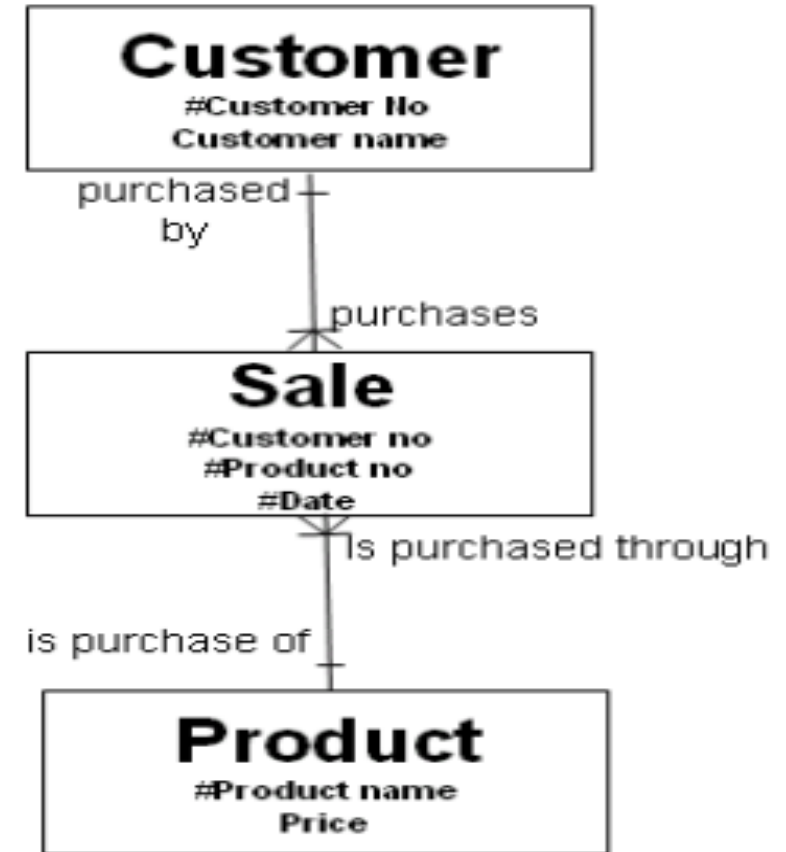 Customer
#Customer No
Customer name
purchased
by
purchases
Sale
#Customer no
#Product no
#Date
Is purchased through
is purchase of
Product
#Product name
Price